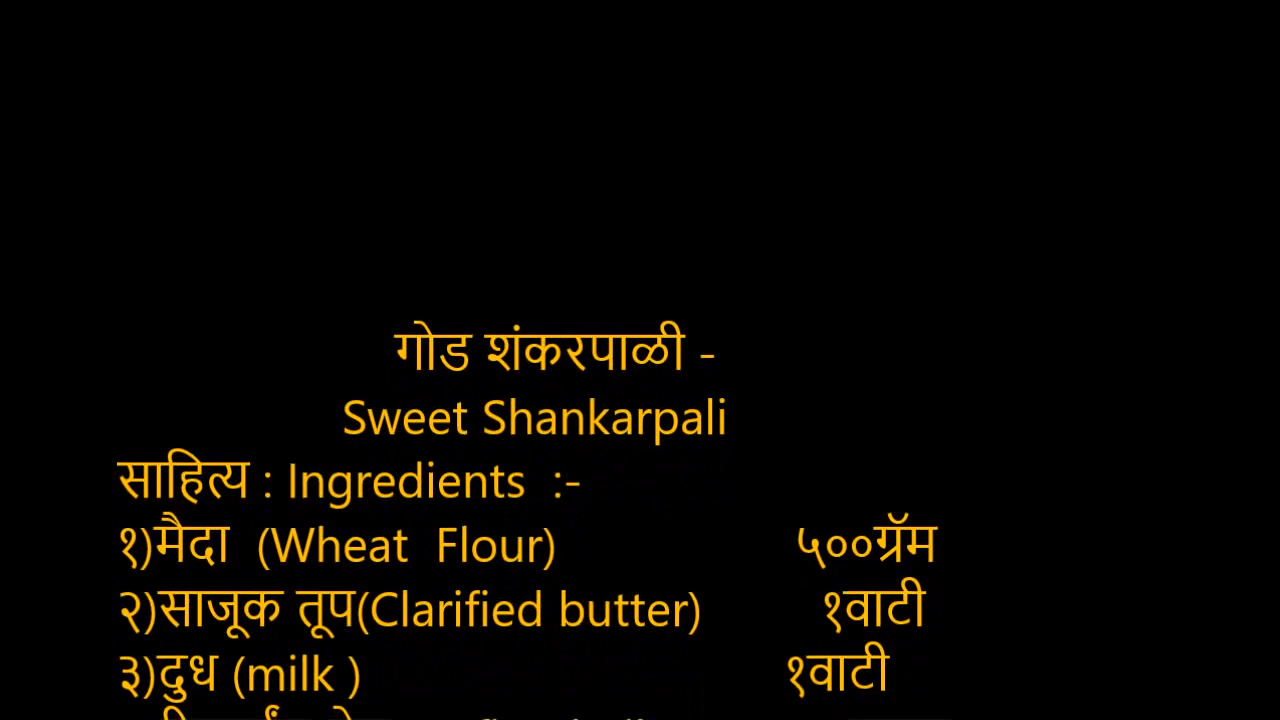 गोड शंकरपाळी -
Sweet Shankarpali
साहित्य : Ingredients :-
१)मैदा (Wheat Flour) ५००ग्रॅम
२)साजूक तूप(Clarified butter) १वाटी
३)दुध (milk ) १वाटी